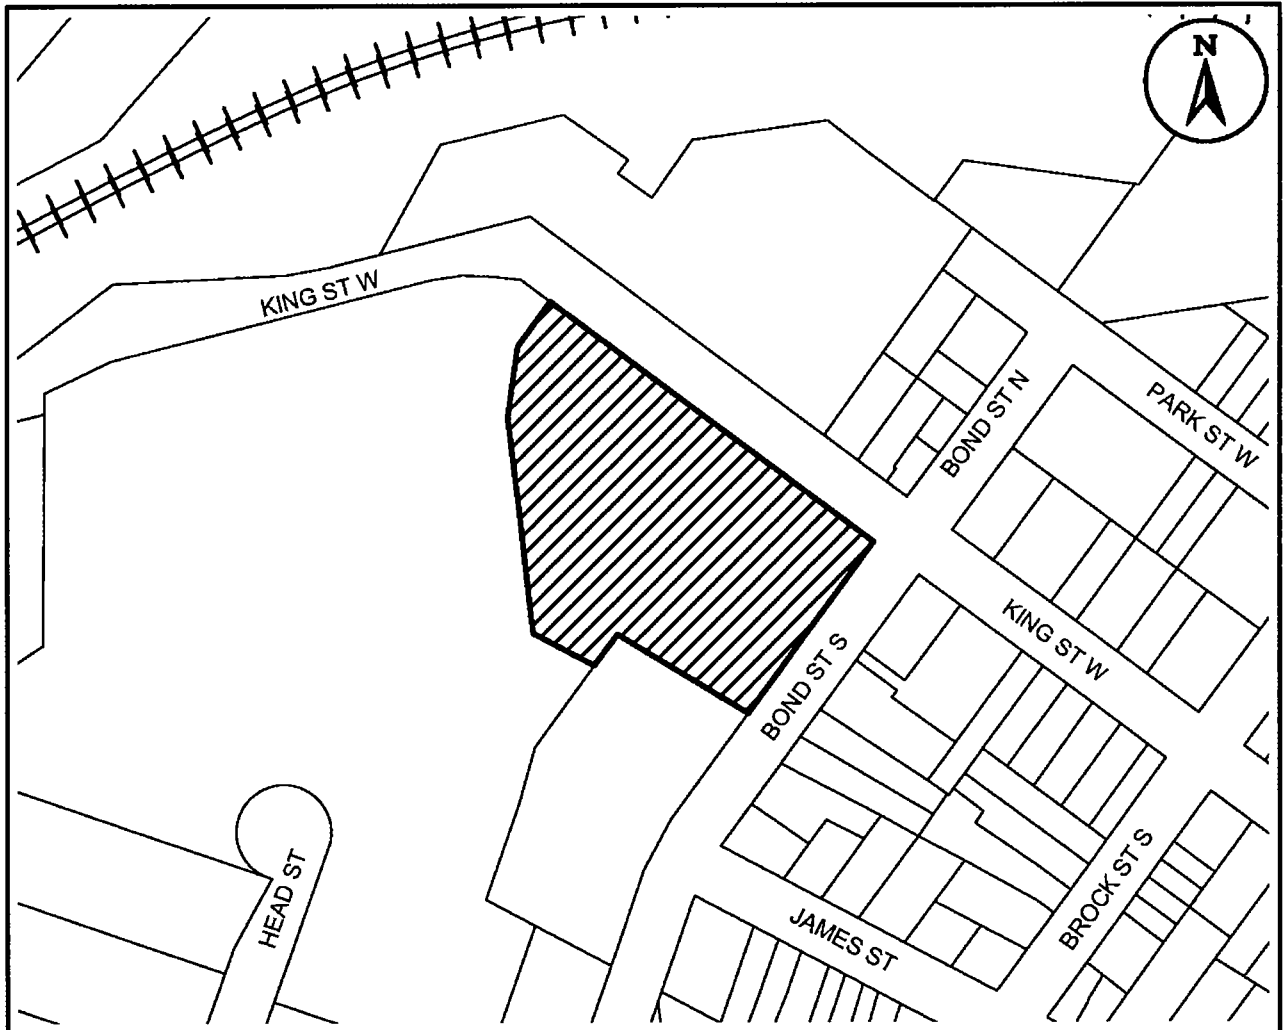 N
KING ST W
PARK ST W
BOND ST N
KING ST W
BOND ST S
BROCK ST S
HEAD ST
JAMES ST